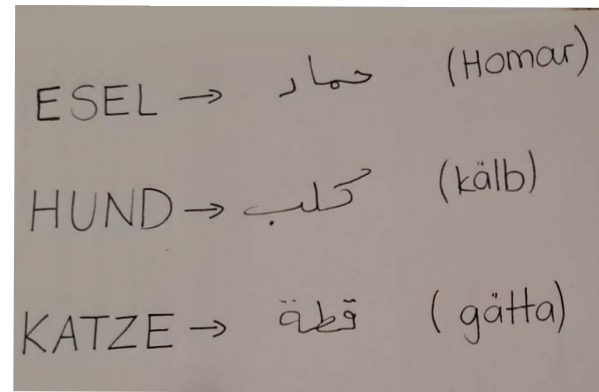 ESEL → حمار (Homar)
HUND → كلب (kälb)
KATZE → قطة (gätta)